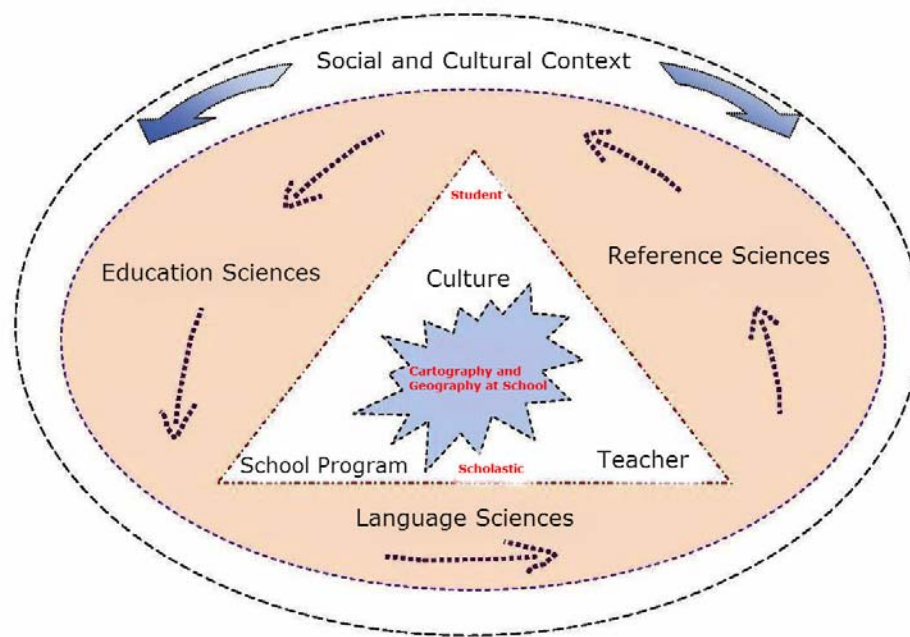 Social and Cultural Context
Student
Education Sciences
Reference Sciences
Culture
Cartography and
Geography at School
School Program
Scholastic
Teacher
Language Sciences